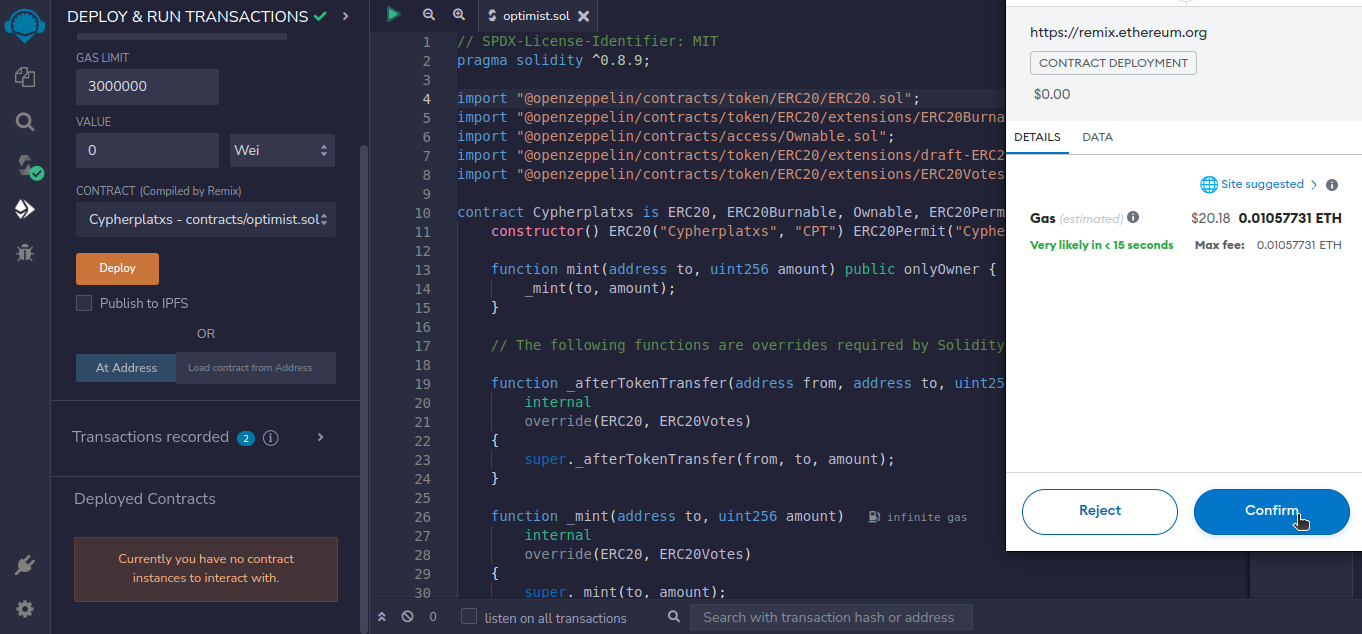 DEPLOY & RUN TRANSACTIONS
GAS LIMIT
3000000
VALUE
0
Wei
CONTRACT (Compiled by Remix)
Cypherplatxs - contracts/optimist.sol
Deploy
Publish to IPFS
OR
At Address
Load contract from Address
Transactions recorded 2
Deployed Contracts
Currently you have no contract
instances to interact with.
optimist.sol
1 // SPDX-License-Identifier: MIT
2 pragma solidity ^0.8.9;
3
4 import "@openzeppelin/contracts/token/ERC20/ERC20.sol";
5 import "@openzeppelin/contracts/token/ERC20/extensions/ERC20Burna
6 import "@openzeppelin/contracts/access/Ownable.sol";
7 import "@openzeppelin/contracts/token/ERC20/extensions/draft-ERC2
8 import "@openzeppelin/contracts/token/ERC20/extensions/ERC20Votes
9
10 contract Cypherplatxs is ERC20, ERC20Burnable, Ownable, ERC20Perm
11 constructor() ERC20("Cypherplatxs", "CPT") ERC20Permit("Cyphe
12
13 function mint(address to, uint256 amount) public onlyOwner {
14 _mint(to, amount);
15 }
16
17 // The following functions are overrides required by Solidity
18
19 function _afterTokenTransfer(address from, address to, uint25
20 internal
21 override(ERC20, ERC20Votes)
22 {
23 super._afterTokenTransfer(from, to, amount);
24 }
25
26 function _mint(address to, uint256 amount) infinite gas
27 internal
28 override(ERC20, ERC20Votes)
29 {
30 super._mint(to, amount);
0
listen on all transactions
Search with transaction hash or address
https://remix.ethereum.org
CONTRACT DEPLOYMENT
$0.00
DETAILS
DATA
Site suggested
Gas (estimated) $20.18 0.01057731 ETH
Very likely in < 15 seconds Max fee: 0.01057731 ETH
Reject
Confirm